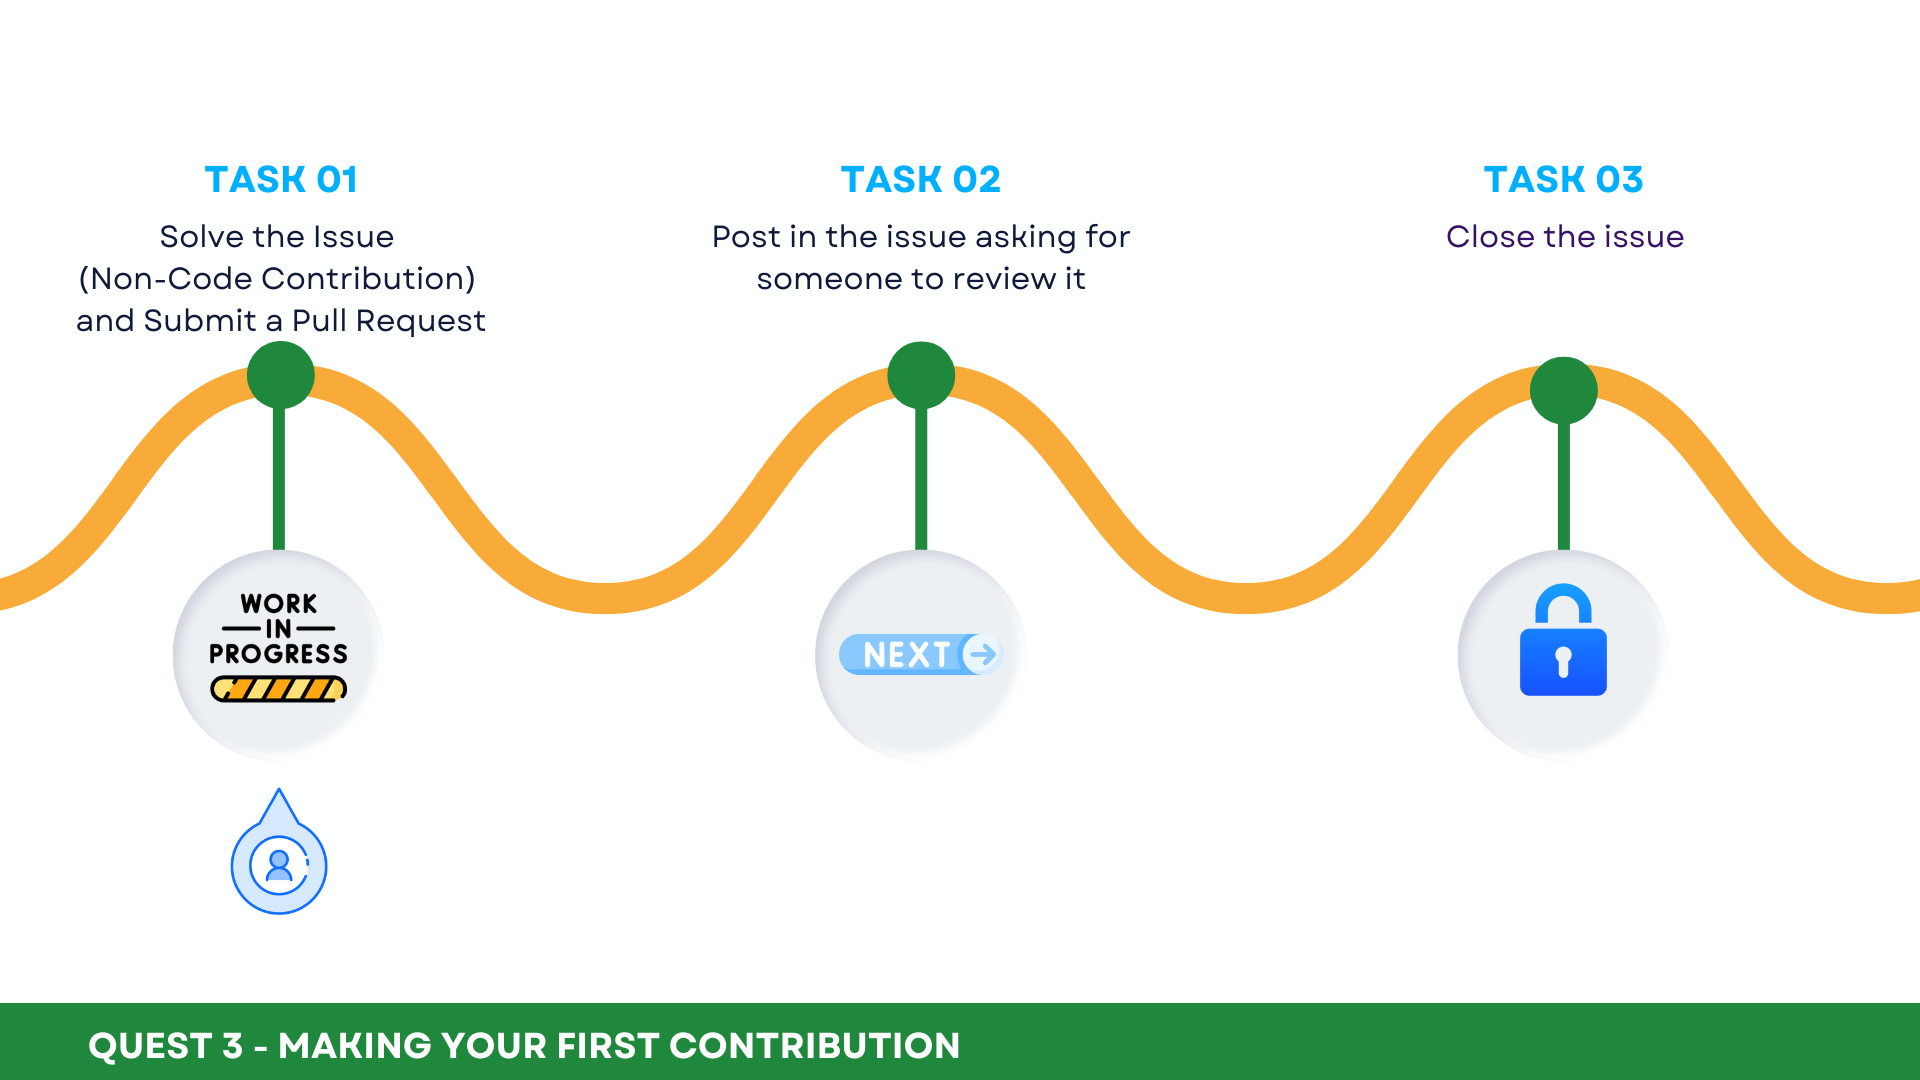 TASK 01
Solve the Issue
(Non-Code Contribution)
and Submit a Pull Request
TASK 02
Post in the issue asking for
someone to review it
TASK 03
Close the issue
WORK
IN
PROGRESS
NEXT
QUEST 3 - MAKING YOUR FIRST CONTRIBUTION